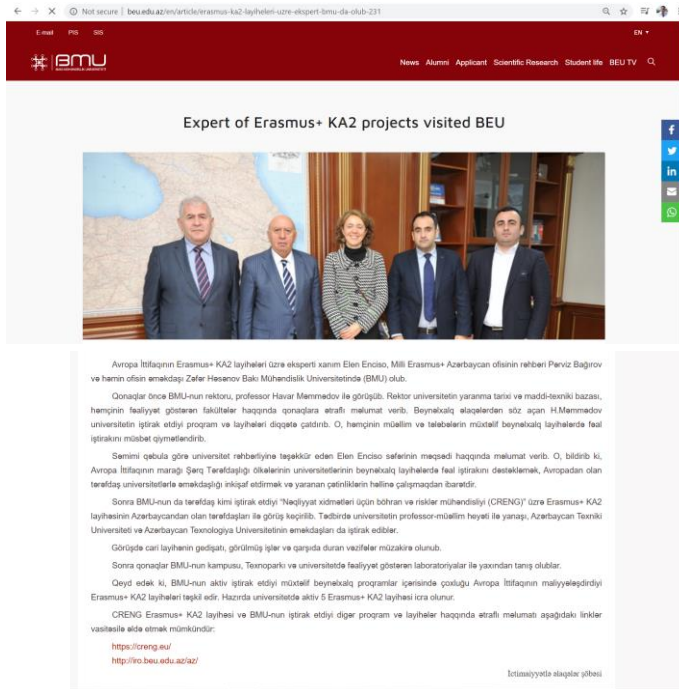 Not secure | beu.edu.az/en/article/erasmus-ka2-layiheleri-uzre-ekspert-bmu-da-olub-231
E-mail PIS SIS EN
BMU
News Alumni Applicant Scientific Research Student life BEU TV
Expert of Erasmus+ KA2 projects visited BEU
Avropa İttifaqının Erasmus+ KA2 layihələri üzrə eksperti xanım Elen Enciso, Milli Erasmus+ Azərbaycan ofisinin rəhbəri Pərviz Bağırov
və həmin ofisin əməkdaşı Zəfər Həsənov Bakı Mühəndislik Universitetində (BMU) olub.
Qonaqlar öncə BMU-nun rektoru, professor Havar Məmmədov ilə görüşüb. Rektor universitetin yaranma tarixi və maddi-texniki bazası,
həmçinin fəaliyyət göstərən fakültələr haqqında qonaqlara ətraflı məlumat verib. Beynəlxalq əlaqələrdən söz açan H.Məmmədov
universitetin iştirak etdiyi proqram və layihələri diqqətə çatdırıb. O, həmçinin müəllim və tələbələrin müxtəlif beynəlxalq layihələrdə fəal
iştirakını müsbət qiymətləndirib.
Səmimi qəbula görə universitet rəhbərliyinə təşəkkür edən Elen Enciso səfərinin məqsədi haqqında məlumat verib. O, bildirib ki,
Avropa İttifaqının marağı Şərq Tərəfdaşlığı ölkələrinin universitetlərinin beynəlxalq layihələrdə fəal iştirakını dəstəkləmək, Avropadan olan
tərəfdaş universitetlərlə əməkdaşlığı inkişaf etdirmək və yaranan çətinliklərin həllinə çalışmaqdan ibarətdir.
Sonra BMU-nun da tərəfdaş kimi iştirak etdiyi "Nəqliyyat xidmətləri üçün böhran və risklər mühəndisliyi (CRENG)" üzrə Erasmus+ KA2
layihəsinin Azərbaycandan olan tərəfdaşları ilə görüş keçirilib. Tədbirdə universitetin professor-müəllim heyəti ilə yanaşı, Azərbaycan Texniki
Universiteti və Azərbaycan Texnologiya Universitetinin əməkdaşları da iştirak ediblər.
Görüşdə cari layihənin gedişatı, görülmüş işlər və qarşıda duran vəzifələr müzakirə olunub.
Sonra qonaqlar BMU-nun kampusu, Texnoparkı və universitetdə fəaliyyət göstərən laboratoriyalar ilə yaxından tanış olublar.
Qeyd edək ki, BMU-nun aktiv iştirak etdiyi müxtəlif beynəlxalq proqramlar içərisində çoxluğu Avropa İttifaqının maliyyələşdirdiyi
Erasmus+ KA2 layihələri təşkil edir. Hazırda universitetdə aktiv 5 Erasmus+ KA2 layihəsi icra olunur.
CRENG Erasmus+ KA2 layihəsi və BMU-nun iştirak etdiyi digər proqram və layihələr haqqında ətraflı məlumatı aşağıdakı linklər
vasitəsilə əldə etmək mümkündür:
https://creng.eu/
http://iro.beu.edu.az/az/
İctimaiyyətlə əlaqələr şöbəsi